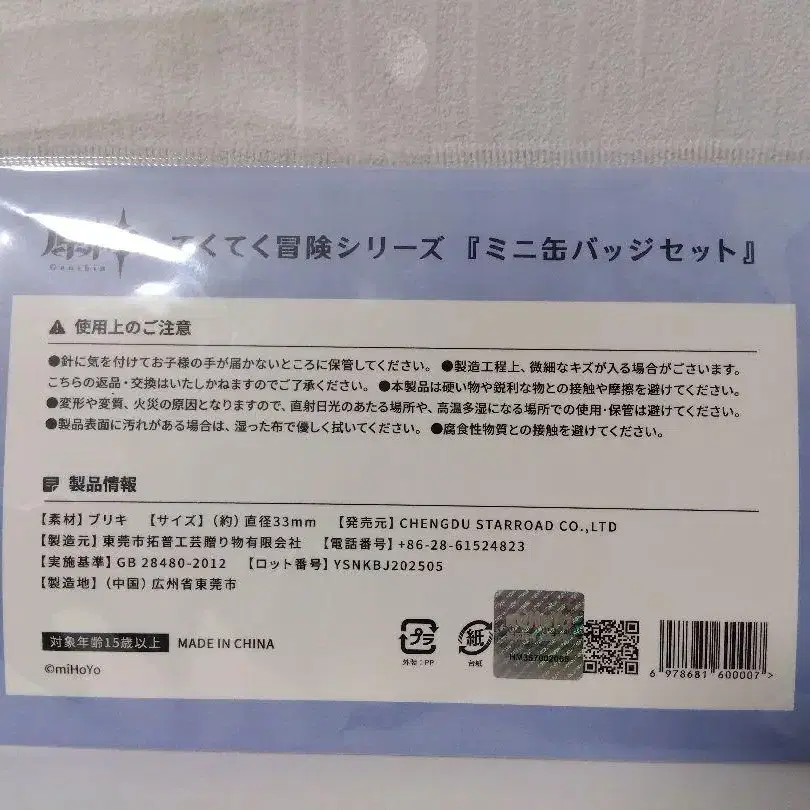 原神
Genshin
てくてく冒険シリーズ『ミニ缶バッジセット』
使用上のご注意
●針に気を付けてお子様の手が届かないところに保管してください。 ●製造工程上、微細なキズが入る場合がございます。
こちらの返品・交換はいたしかねますのでご了承ください。 ●本製品は硬い物や鋭利な物との接触や摩擦を避けてください。
●変形や変質、火災の原因となりますので、直射日光のあたる場所や、高温多湿になる場所での使用・保管は避けてください。
●製品表面に汚れがある場合は、湿った布で優しく拭いてください。 ●腐食性物質との接触を避けてください。
製品情報
【素材】ブリキ 【サイズ】(約)直径33mm 【発売元】CHENGDU STARROAD CO.,LTD
【製造元】東莞市拓普工芸贈り物有限会社 【電話番号】+86-28-61524823
【実施基準】GB 28480-2012 【ロット番号】YSNKBJ202505
【製造地】(中国)広州省東莞市
対象年齢15歳以上 MADE IN CHINA
©miHoYo
プラ
外袋:PP
紙
台紙
6 978681 600007 >